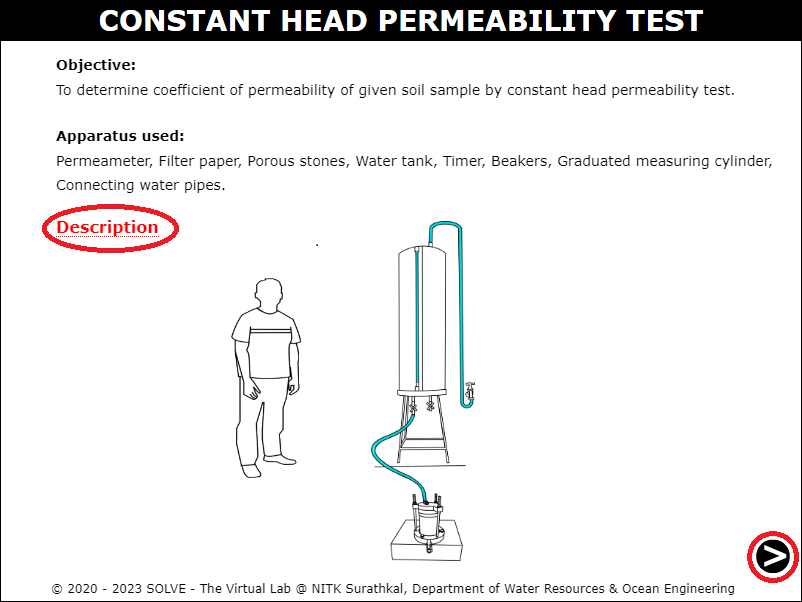 CONSTANT HEAD PERMEABILITY TEST
Objective:
To determine coefficient of permeability of given soil sample by constant head permeability test.
Apparatus used:
Permeameter, Filter paper, Porous stones, Water tank, Timer, Beakers, Graduated measuring cylinder,
Connecting water pipes.
Description
>
© 2020 - 2023 SOLVE - The Virtual Lab @ NITK Surathkal, Department of Water Resources & Ocean Engineering